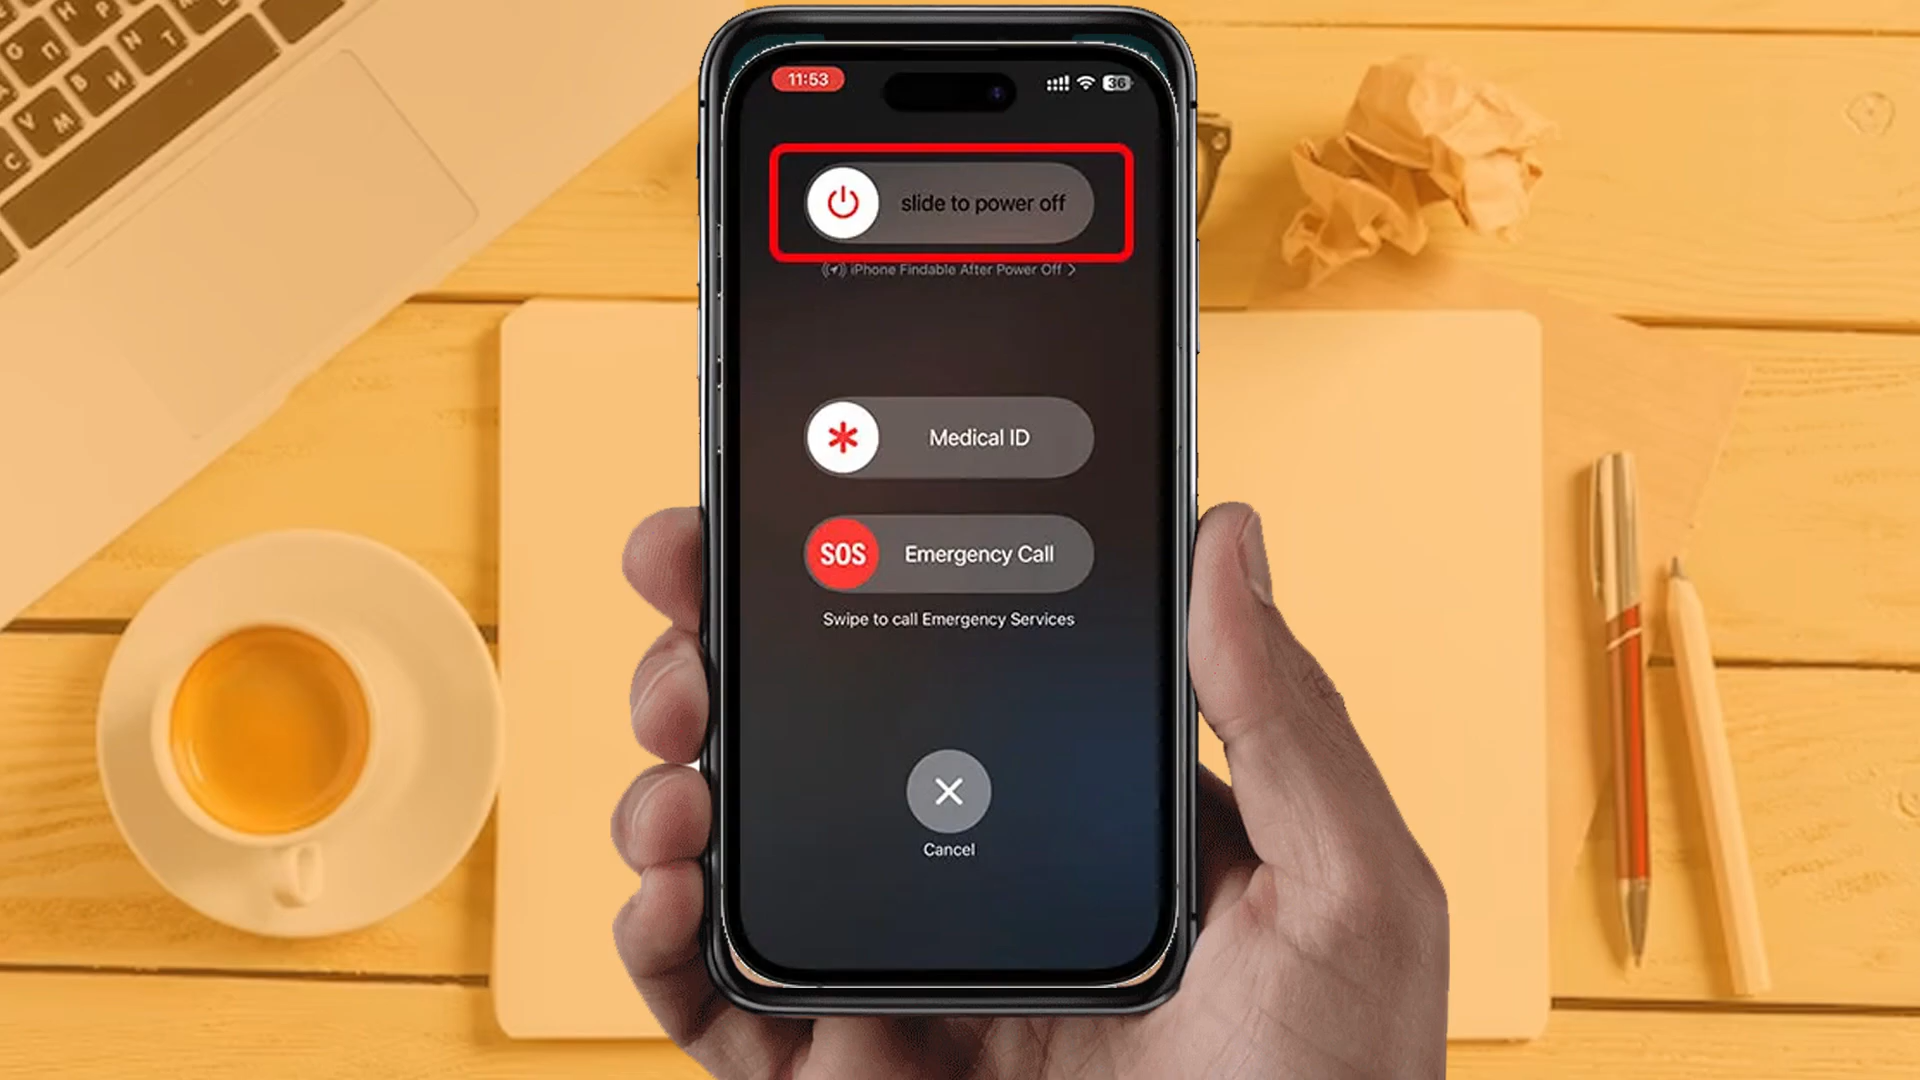 11:53
36
slide to power off
iPhone Findable After Power Off
Medical ID
SOS
Emergency Call
Swipe to call Emergency Services
Cancel